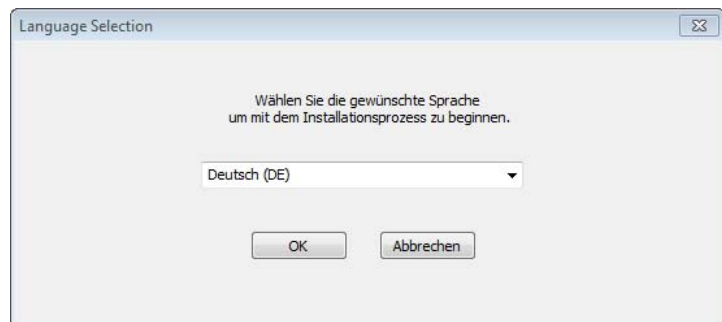 Language Selection
Wählen Sie die gewünschte Sprache
um mit dem Installationsprozess zu beginnen.
Deutsch (DE)
OK
Abbrechen